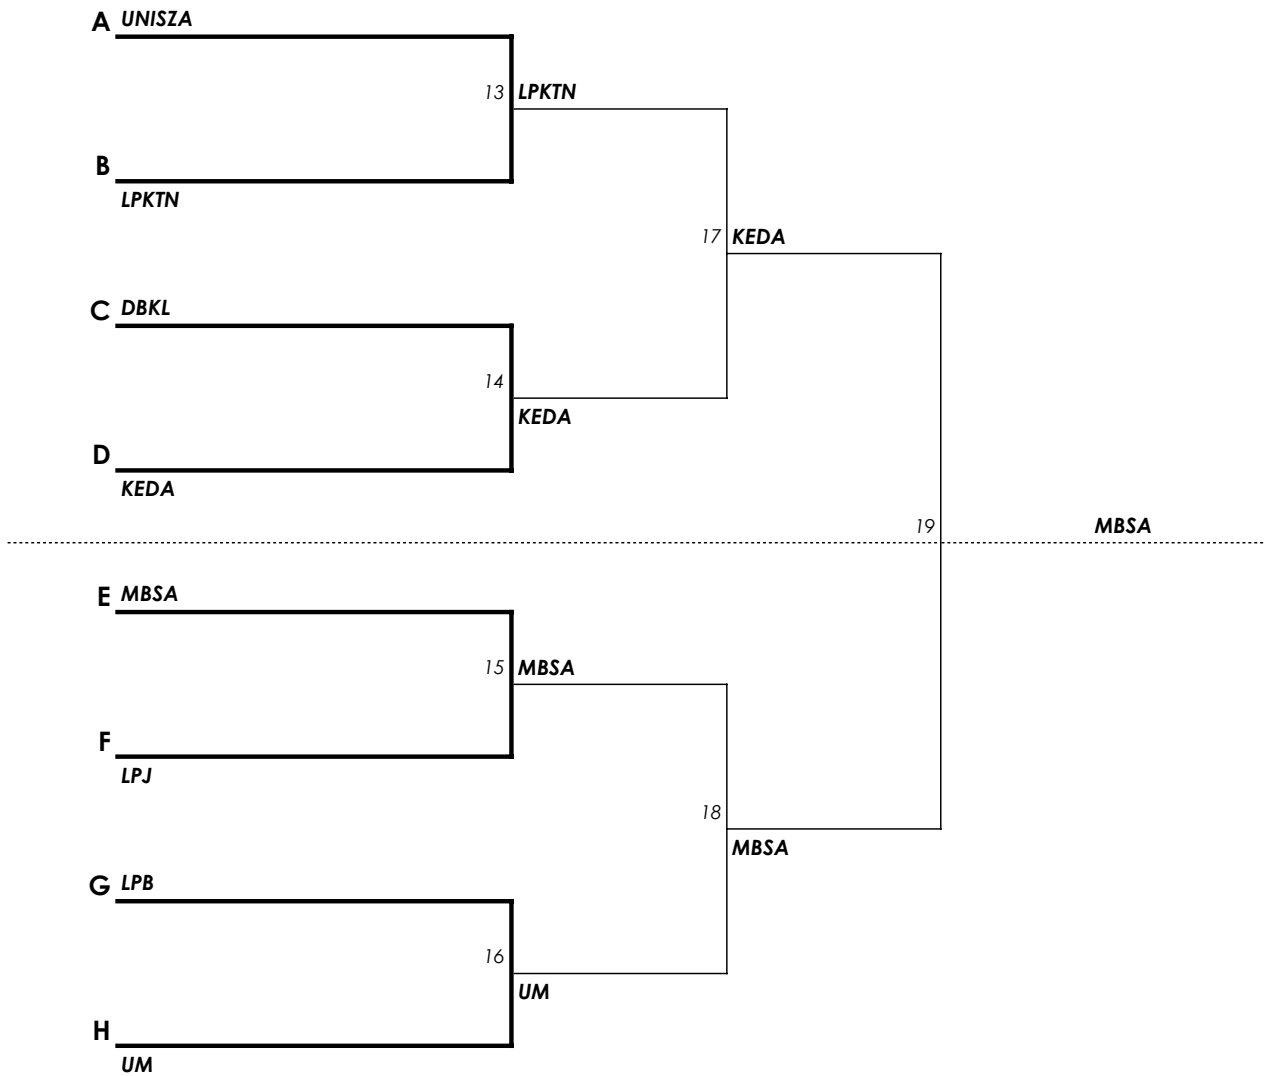 A UNISZA
13 LPKTN
B
LPKTN
17 KEDA
C DBKL
14
KEDA
D
KEDA
19 MBSA
E MBSA
15 MBSA
F
LPJ
18
MBSA
G LPB
16
UM
H
UM